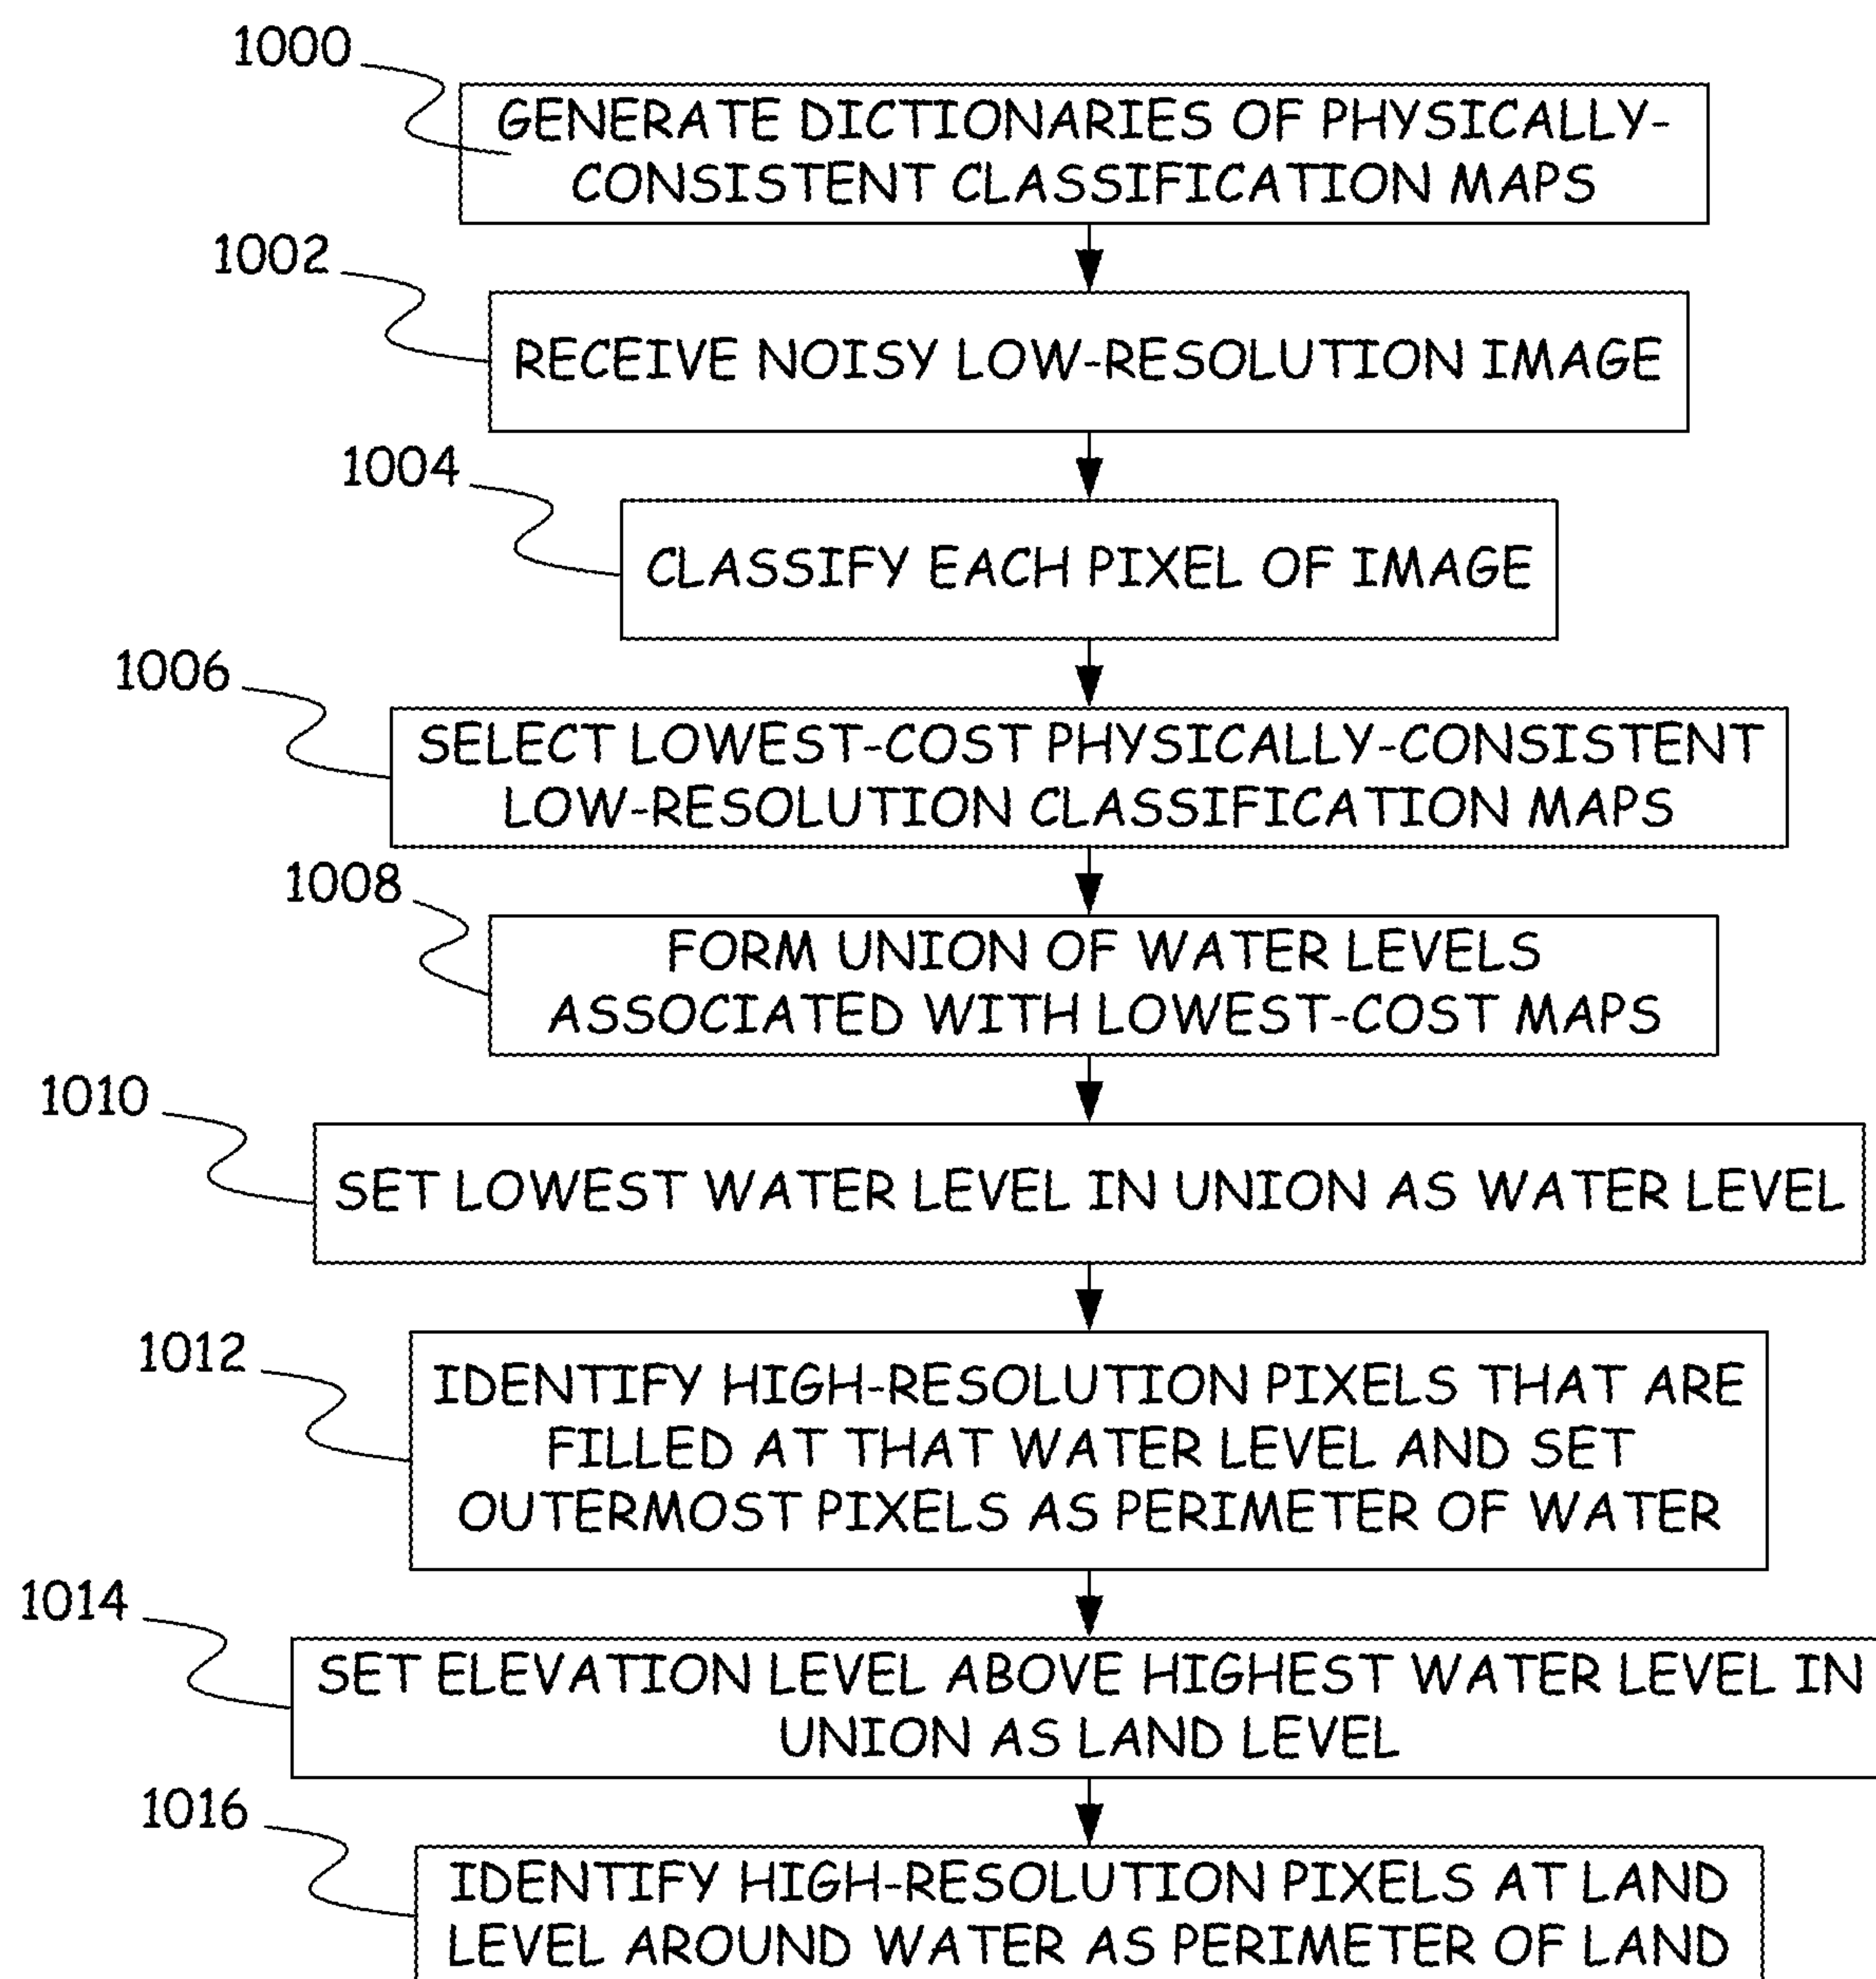 1000
GENERATE DICTIONARIES OF PHYSICALLY-
CONSISTENT CLASSIFICATION MAPS
1002
RECEIVE NOISY LOW-RESOLUTION IMAGE
1004
CLASSIFY EACH PIXEL OF IMAGE
1006
SELECT LOWEST-COST PHYSICALLY-CONSISTENT
LOW-RESOLUTION CLASSIFICATION MAPS
1008
FORM UNION OF WATER LEVELS
ASSOCIATED WITH LOWEST-COST MAPS
1010
SET LOWEST WATER LEVEL IN UNION AS WATER LEVEL
1012
IDENTIFY HIGH-RESOLUTION PIXELS THAT ARE
FILLED AT THAT WATER LEVEL AND SET
OUTERMOST PIXELS AS PERIMETER OF WATER
1014
SET ELEVATION LEVEL ABOVE HIGHEST WATER LEVEL IN
UNION AS LAND LEVEL
1016
IDENTIFY HIGH-RESOLUTION PIXELS AT LAND
LEVEL AROUND WATER AS PERIMETER OF LAND